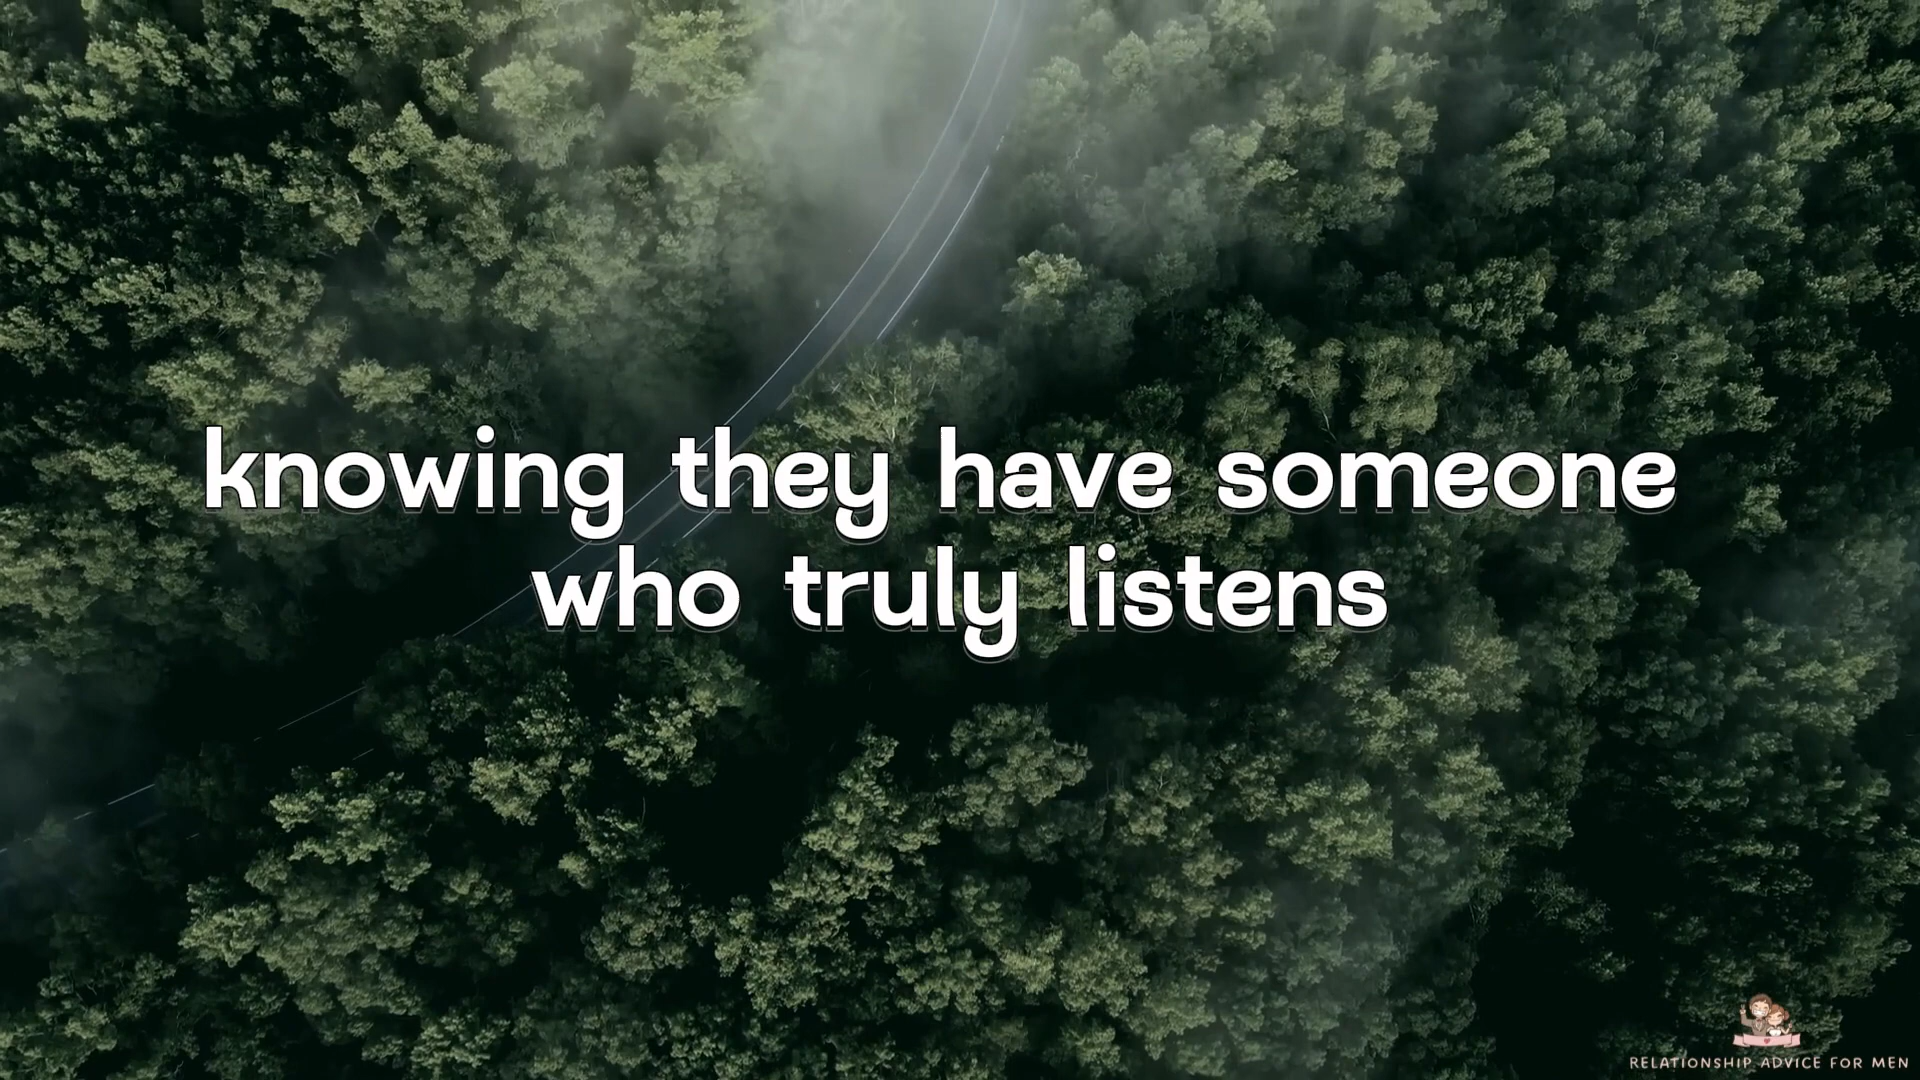 knowing they have someone
who truly listens
RELATIONSHIP ADVICE FOR MEN